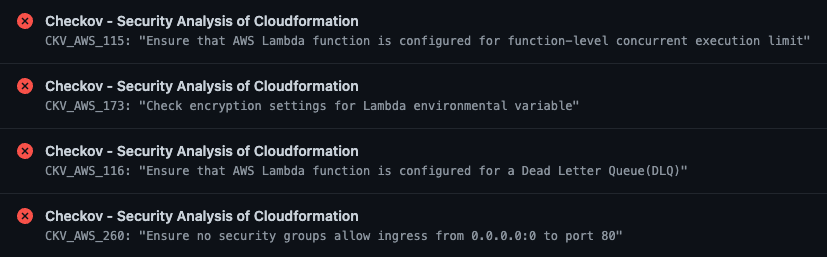 Checkov - Security Analysis of Cloudformation
CKV_AWS_115: "Ensure that AWS Lambda function is configured for function-level concurrent execution limit"
Checkov - Security Analysis of Cloudformation
CKV_AWS_173: "Check encryption settings for Lambda environmental variable"
Checkov - Security Analysis of Cloudformation
CKV_AWS_116: "Ensure that AWS Lambda function is configured for a Dead Letter Queue(DLQ)"
Checkov - Security Analysis of Cloudformation
CKV_AWS_260: "Ensure no security groups allow ingress from 0.0.0.0:0 to port 80"